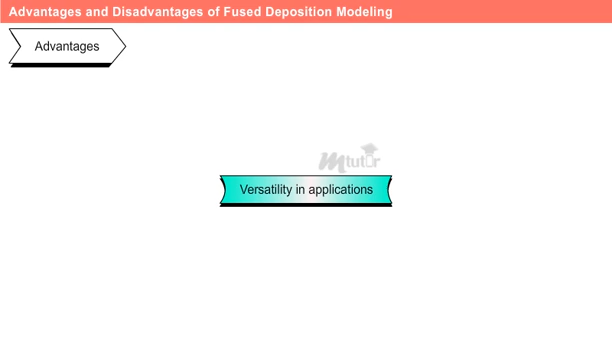 Advantages and Disadvantages of Fused Deposition Modeling
Advantages
mtutor
Versatility in applications